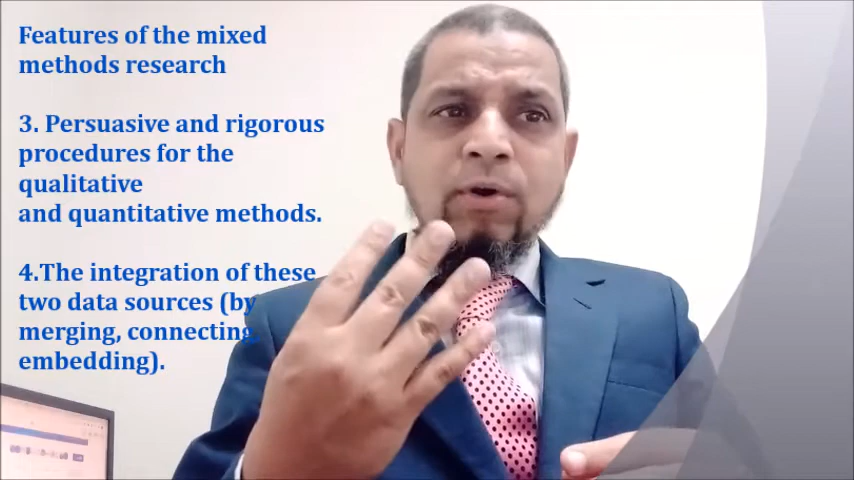 Features of the mixed
methods research
3. Persuasive and rigorous
procedures for the
qualitative
and quantitative methods.
4.The integration of these
two data sources (by
merging, connecting,
embedding).